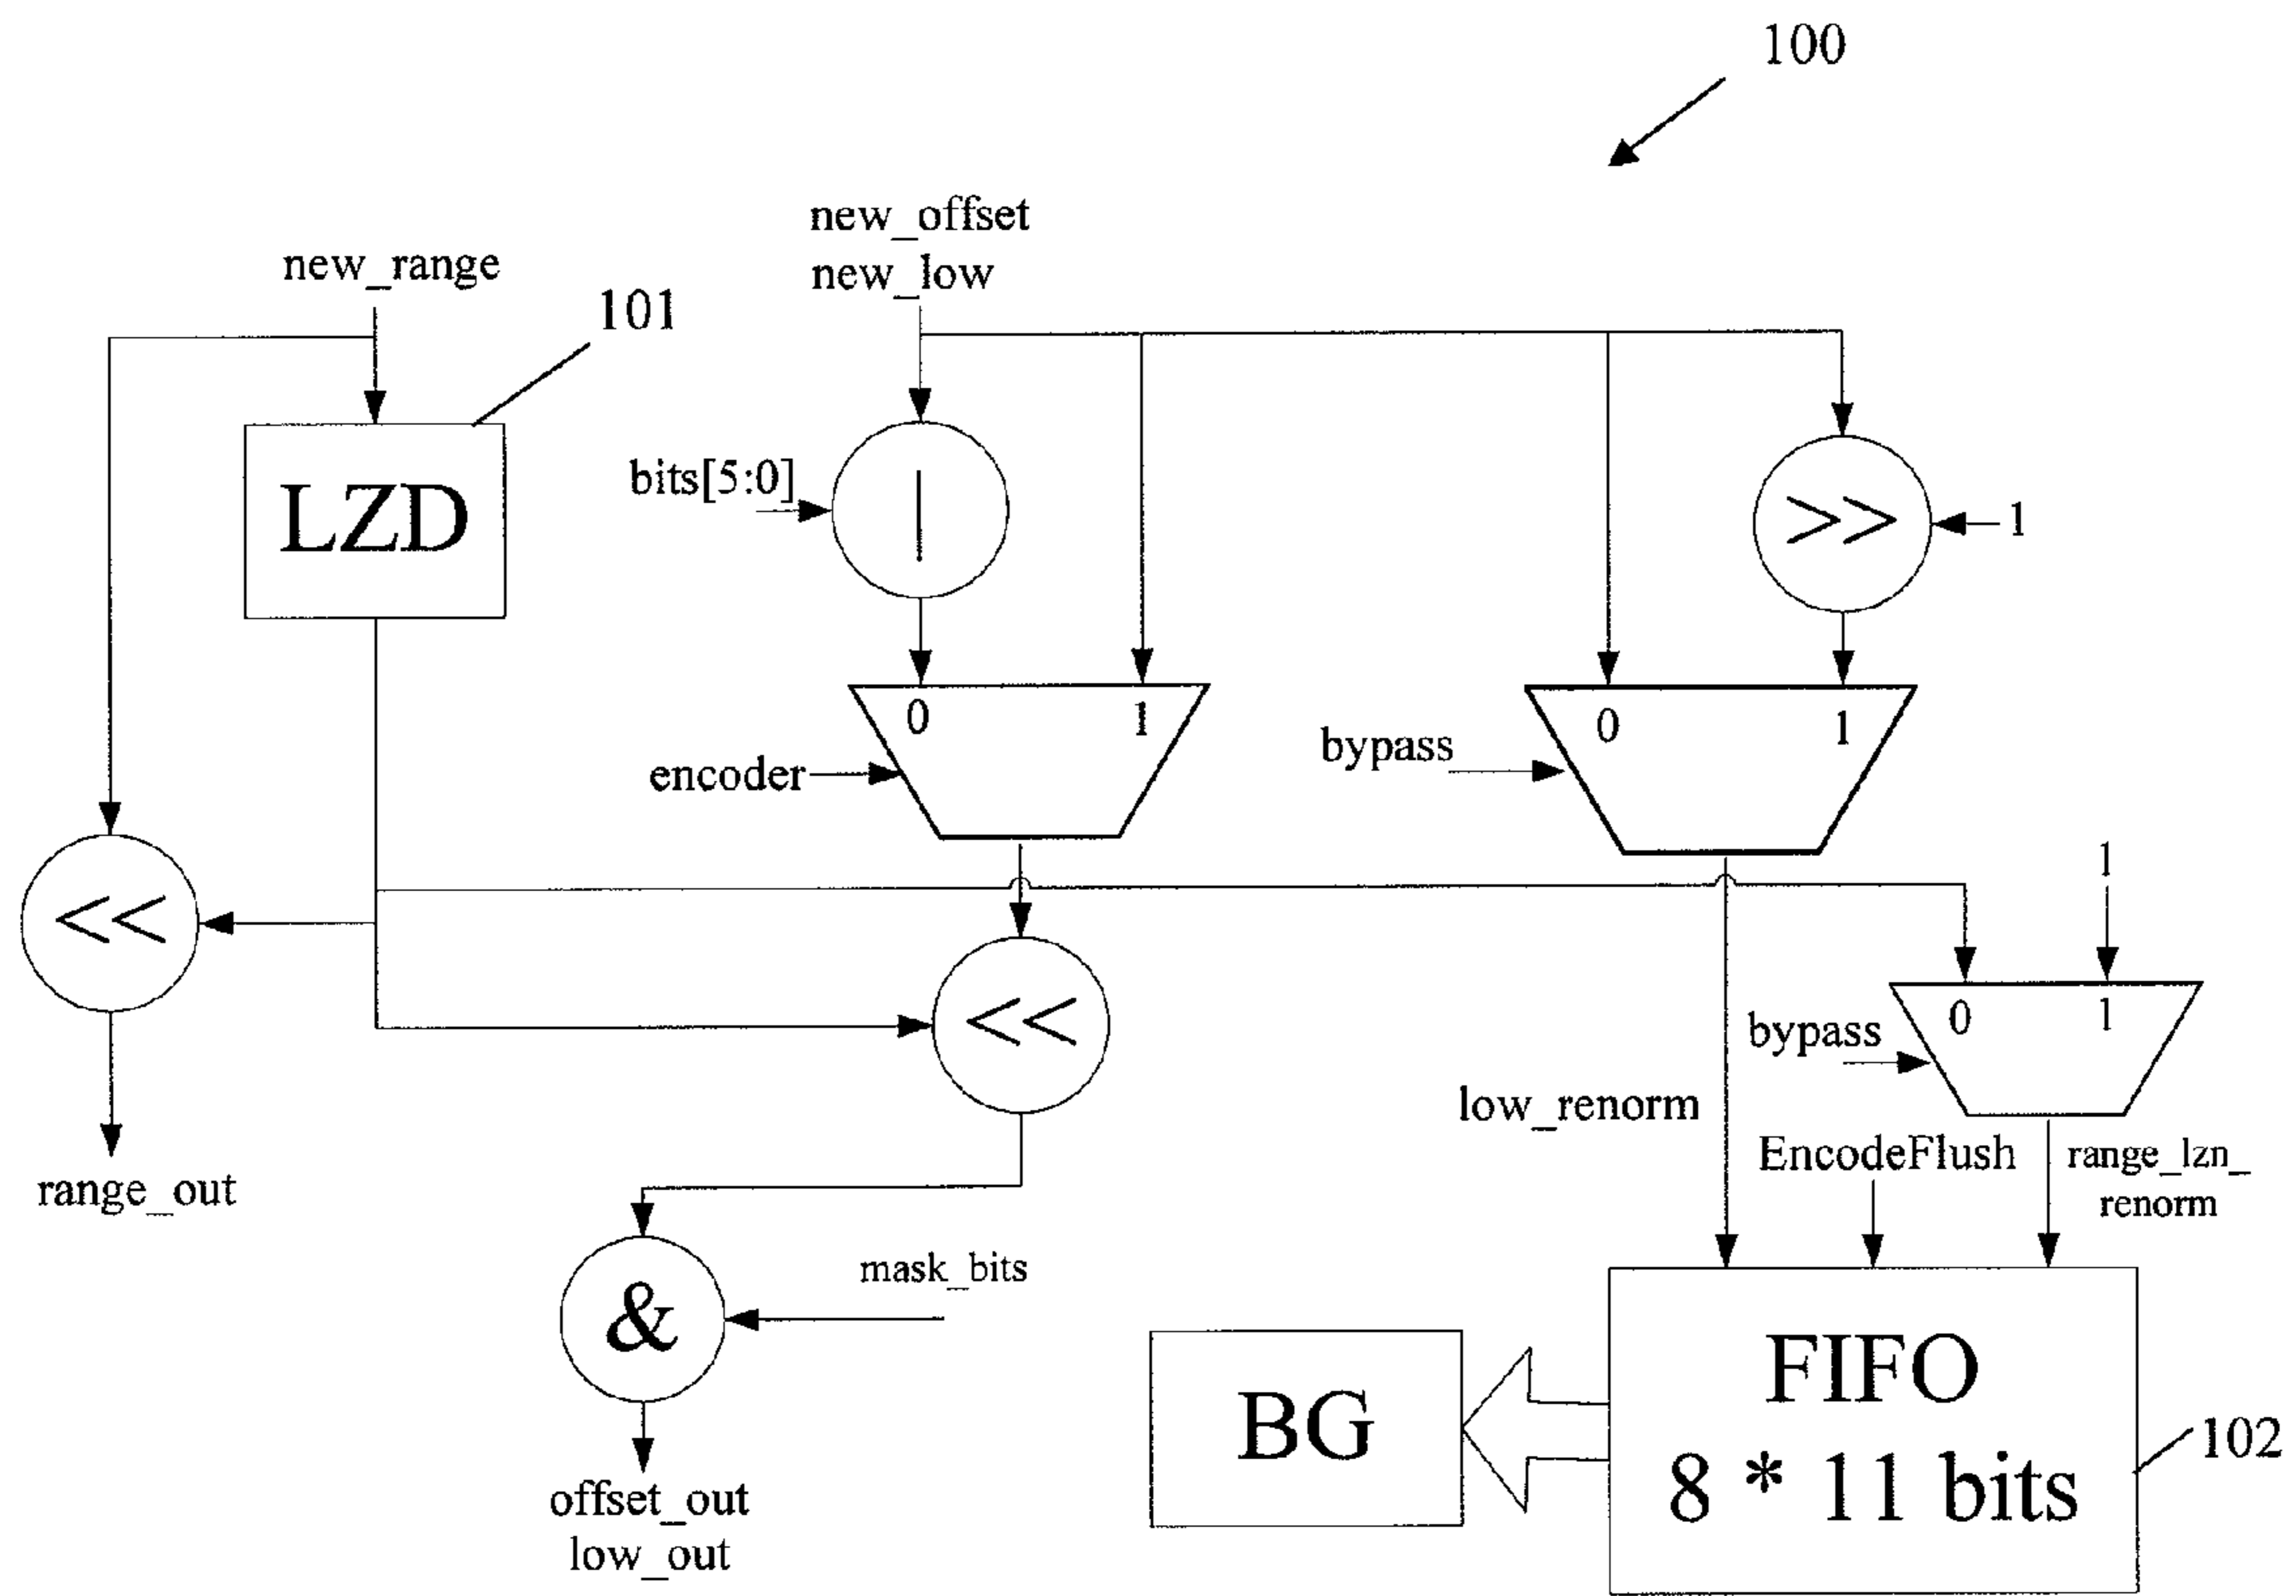 100
new_offset
new_low
new_range
101
LZD
bits[5:0]
|
>>
1
0
1
encoder
0
1
bypass
1
<<
<<
0
1
bypass
low_renorm
EncodeFlush
range_lzn_
renorm
range_out
&
mask_bits
BG
FIFO
8 * 11 bits
102
offset_out
low_out